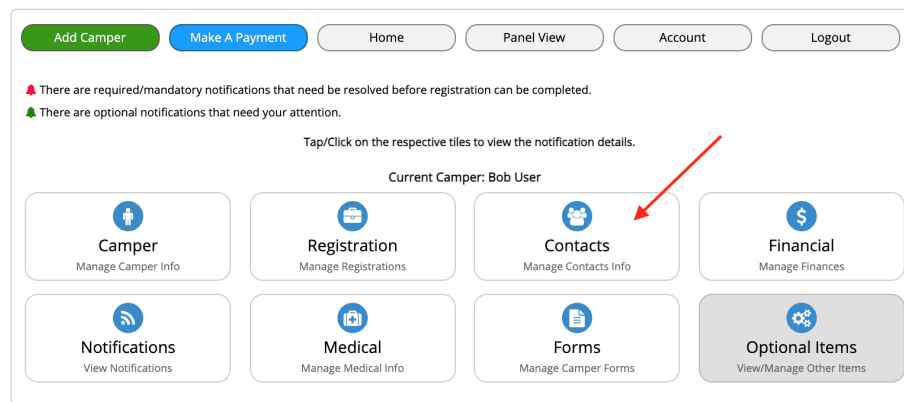 Add Camper Make A Payment Home Panel View Account Logout
There are required/mandatory notifications that need be resolved before registration can be completed.
There are optional notifications that need your attention.
Tap/Click on the respective tiles to view the notification details.
Current Camper: Bob User
Camper Registration Contacts Financial
Manage Camper Info Manage Registrations Manage Contacts Info Manage Finances
Notifications Medical Forms Optional Items
View Notifications Manage Medical Info Manage Camper Forms View/Manage Other Items